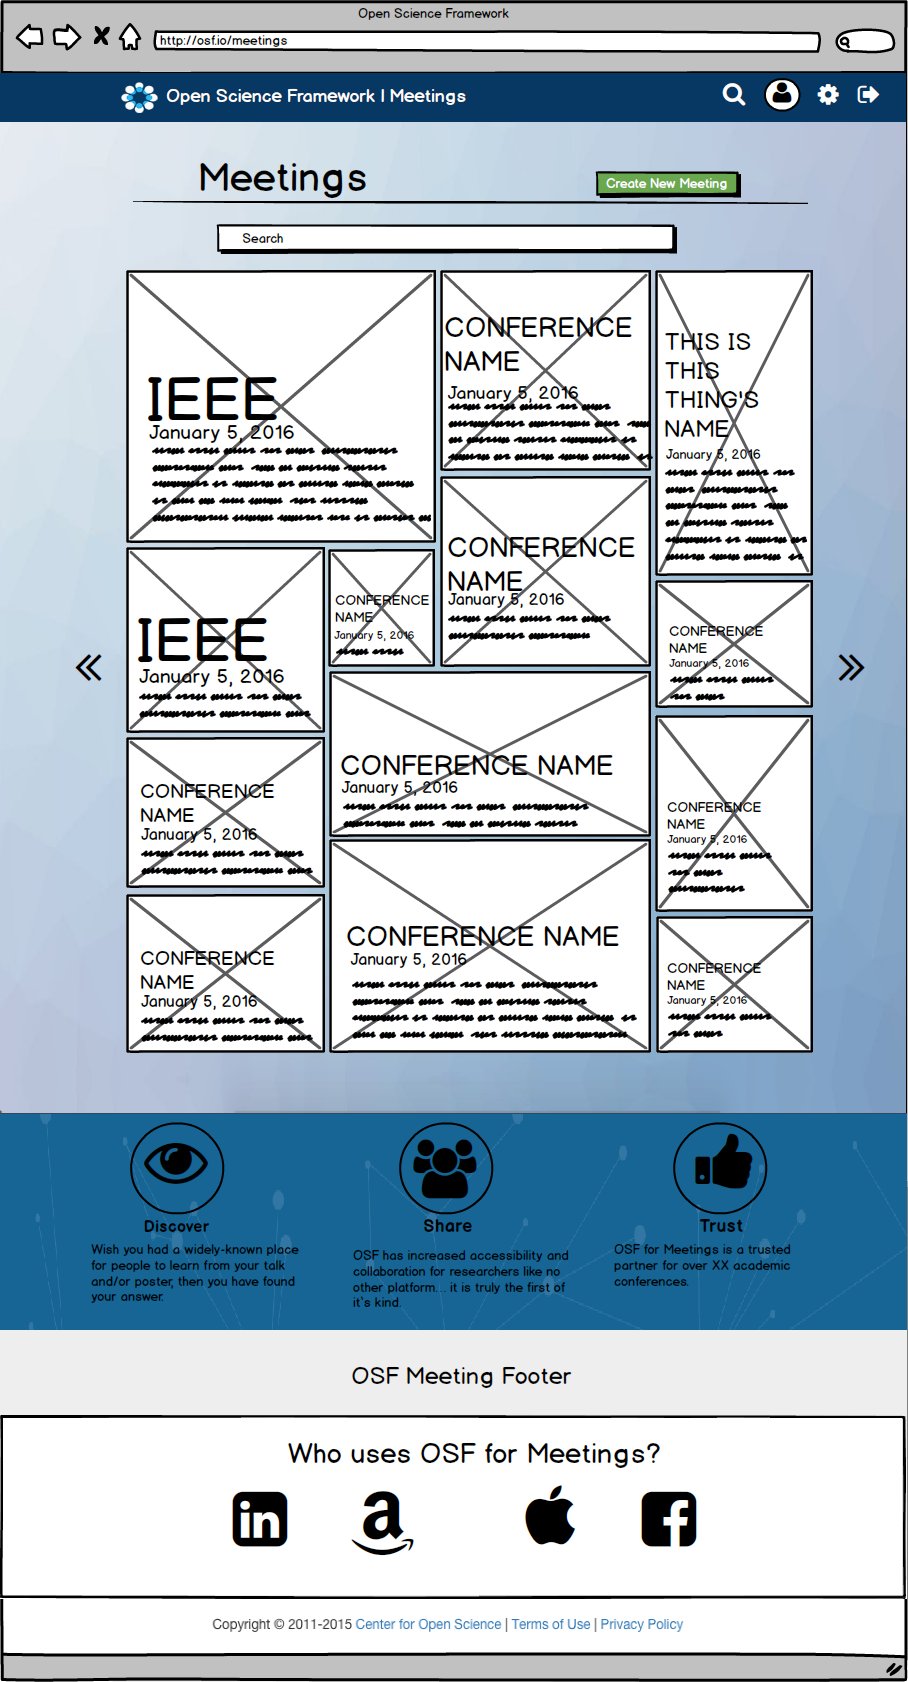 Open Science Framework
http://osf.io/meetings
Open Science Framework | Meetings
Meetings
Create New Meeting
Search
IEEE
January 5, 2016
CONFERENCE
NAME
January 5, 2016
THIS IS
THIS
THING'S
NAME
January 5, 2016
CONFERENCE
NAME
January 5, 2016
IEEE
January 5, 2016
CONFERENCE
NAME
January 5, 2016
CONFERENCE
NAME
January 5, 2016
CONFERENCE NAME
January 5, 2016
CONFERENCE
NAME
January 5, 2016
CONFERENCE
NAME
January 5, 2016
CONFERENCE NAME
January 5, 2016
CONFERENCE
NAME
January 5, 2016
CONFERENCE
NAME
January 5, 2016
Discover
Wish you had a widely-known place
for people to learn from your talk
and/or poster, then you have found
your answer.
Share
OSF has increased accessibility and
collaboration for researchers like no
other platform... it is truly the first of
it's kind.
Trust
OSF for Meetings is a trusted
partner for over XX academic
conferences.
OSF Meeting Footer
Who uses OSF for Meetings?
in
a
f
Copyright © 2011-2015 Center for Open Science | Terms of Use | Privacy Policy